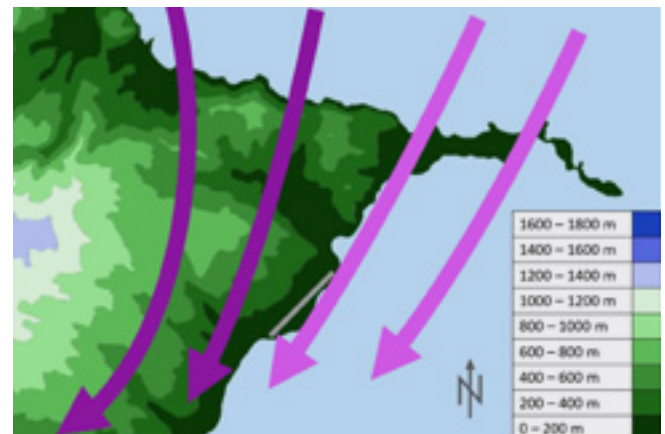 1600 – 1800 m
1400 – 1600 m
1200 – 1400 m
1000 – 1200 m
800 – 1000 m
600 – 800 m
400 – 600 m
200 – 400 m
0 – 200 m
N